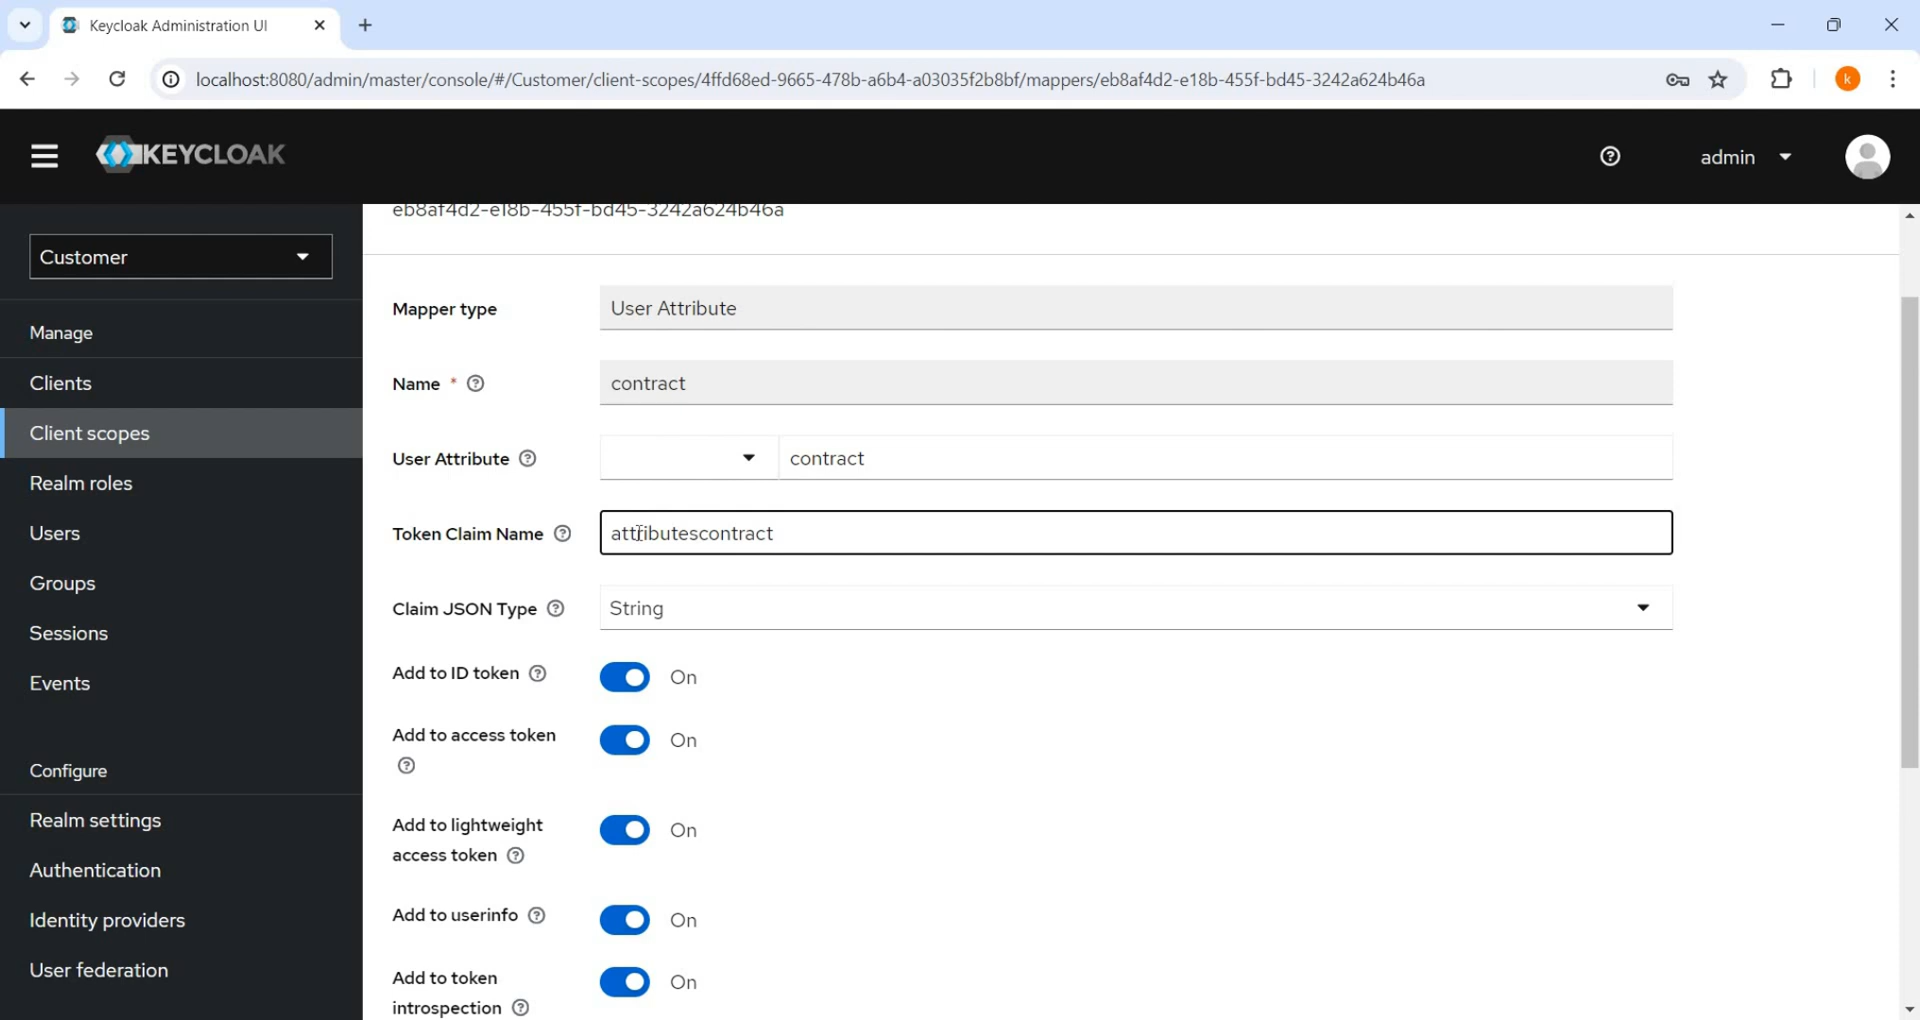 Keycloak Administration UI
localhost:8080/admin/master/console/#/Customer/client-scopes/4ffd68ed-9665-478b-a6b4-a03035f2b8bf/mappers/eb8af4d2-e18b-455f-bd45-3242a624b46a
k
KEYCLOAK
admin
eb8af4d2-e18b-455f-bd45-3242a624b46a
Customer
Manage
Clients
Client scopes
Realm roles
Users
Groups
Sessions
Events
Configure
Realm settings
Authentication
Identity providers
User federation
Mapper type
User Attribute
Name *
contract
User Attribute
contract
Token Claim Name
attributescontract
Claim JSON Type
String
Add to ID token
On
Add to access token
On
Add to lightweight
access token
On
Add to userinfo
On
Add to token
introspection
On